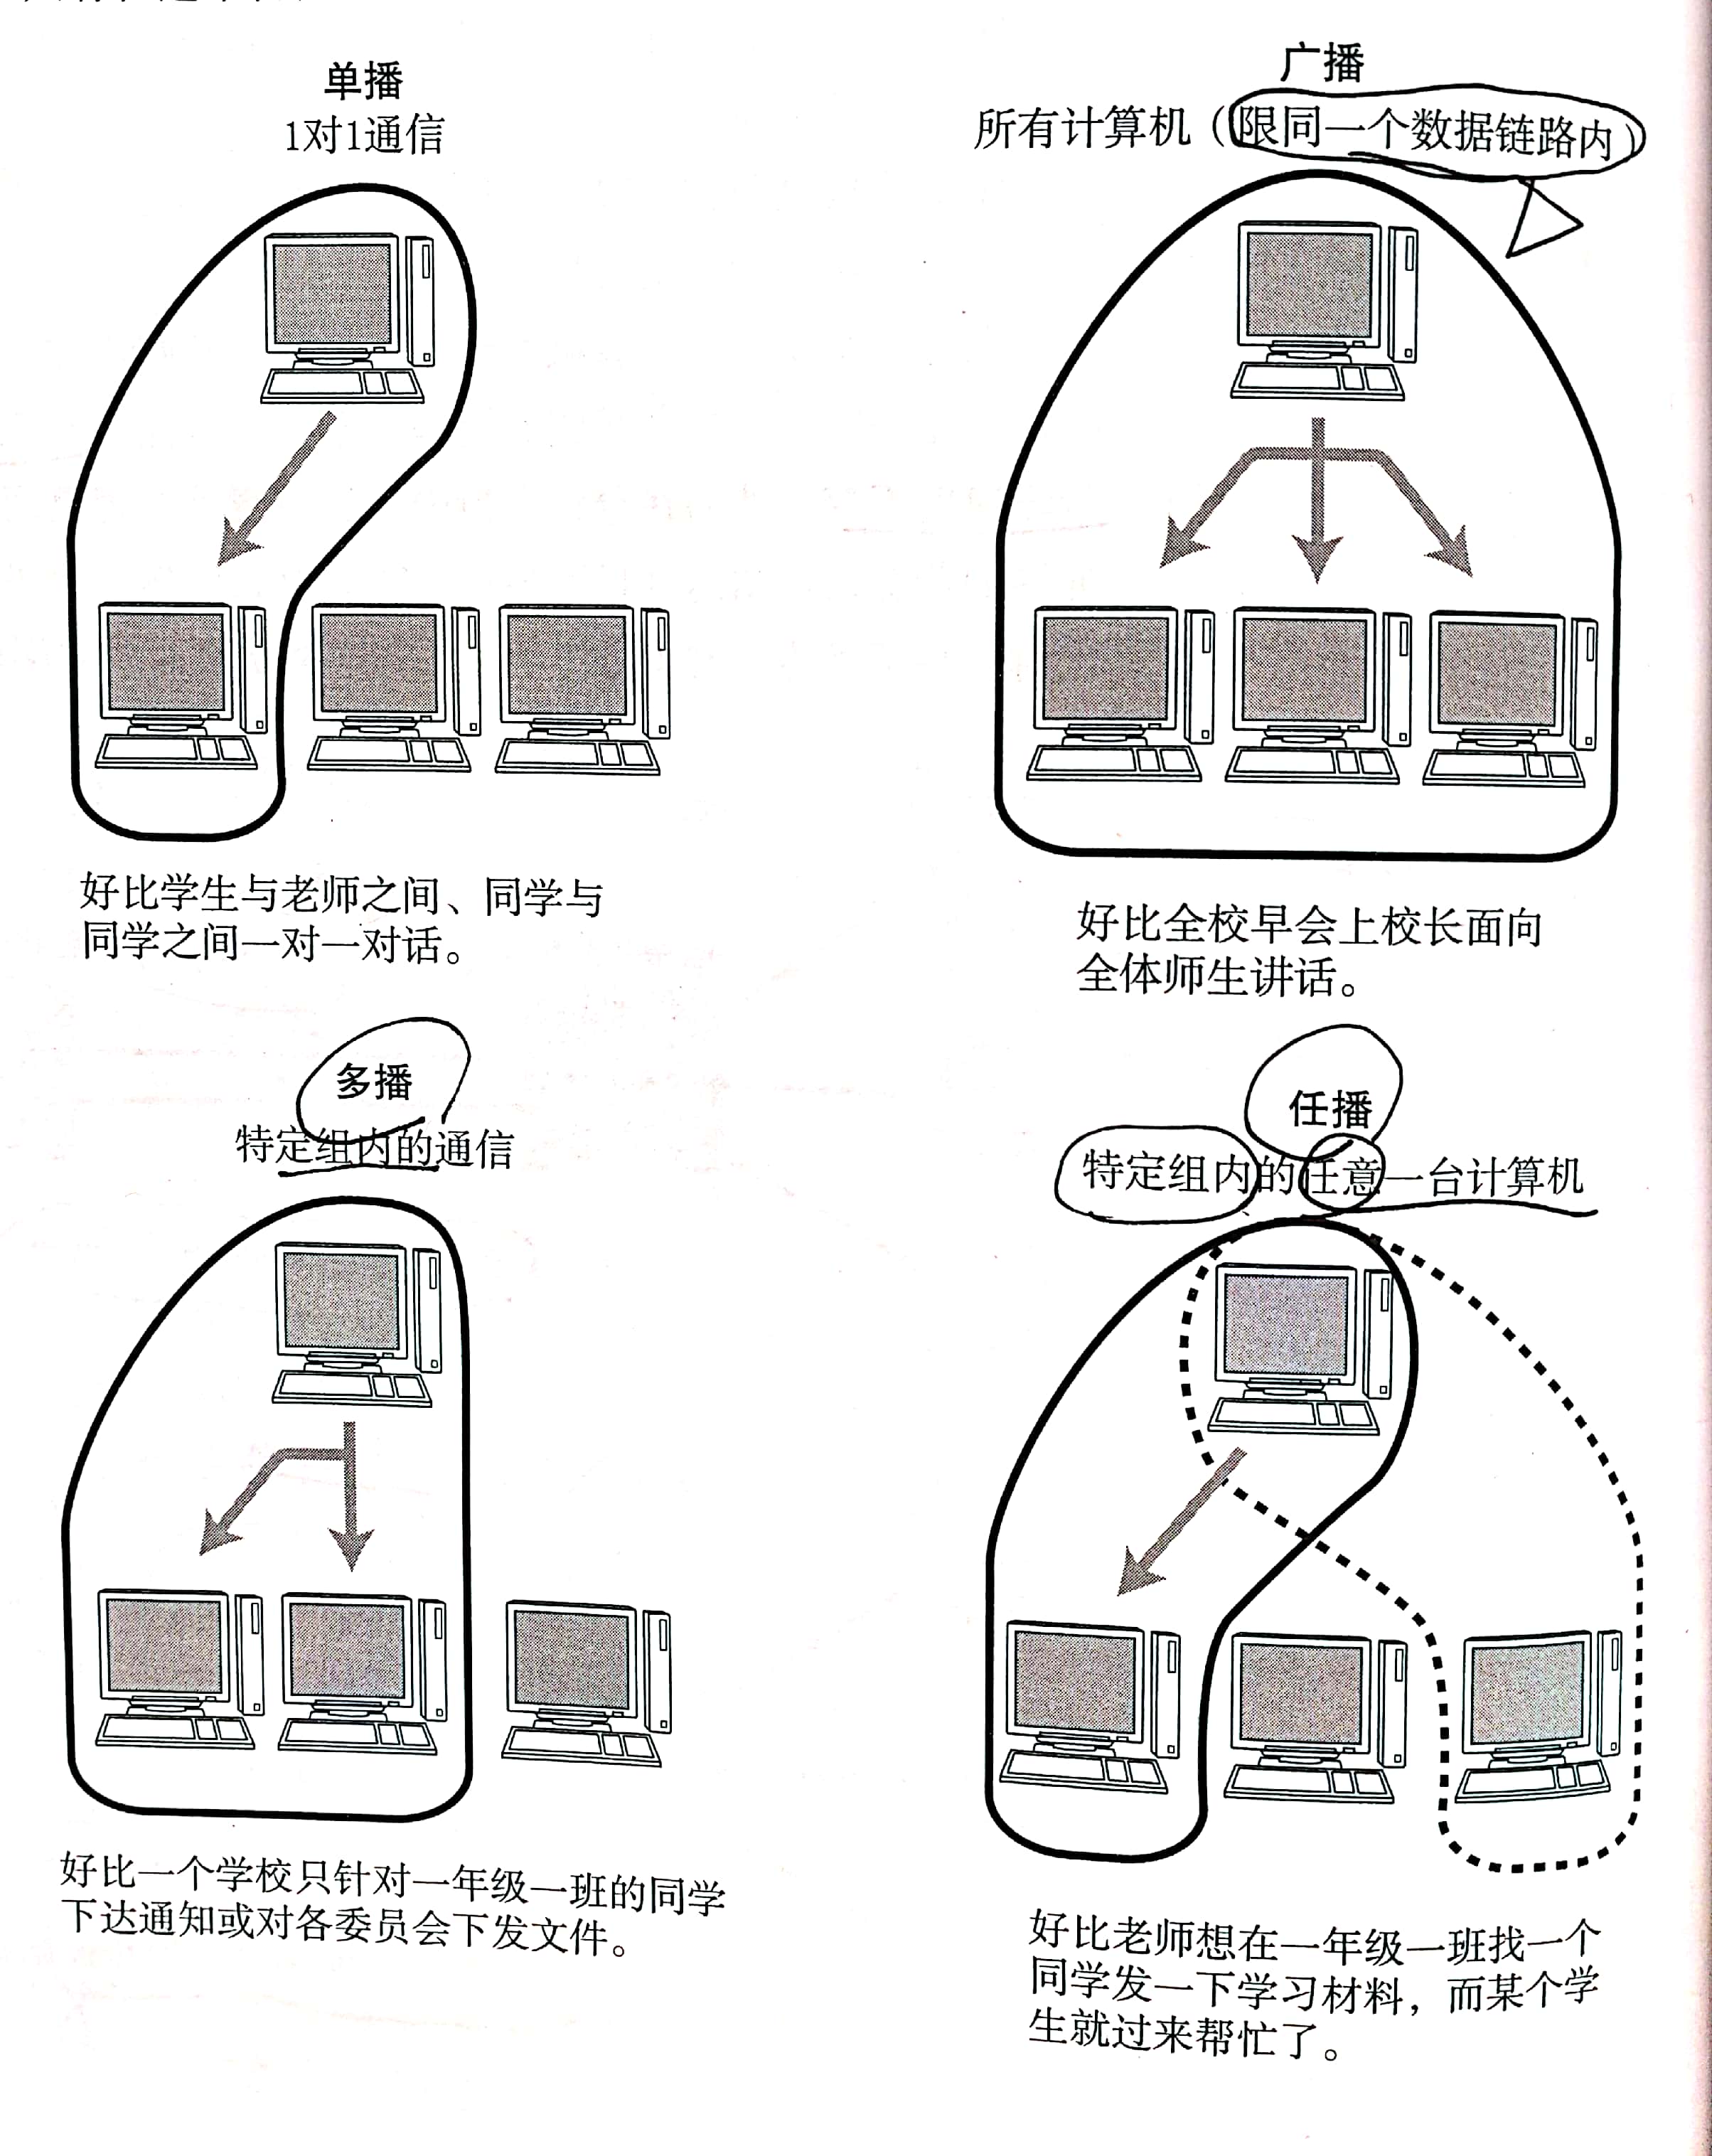 单播
1对1通信
广播
所有计算机（限同一个数据链路内）
好比学生与老师之间、同学与
同学之间一对一对话。
好比全校早会上校长面向
全体师生讲话。
多播
特定组内的通信
任播
特定组内的任意一台计算机
好比一个学校只针对一年级一班的同学
下达通知或对各委员会下发文件。
好比老师想在一年级一班找一个
同学发一下学习材料，而某个学
生就过来帮忙了。